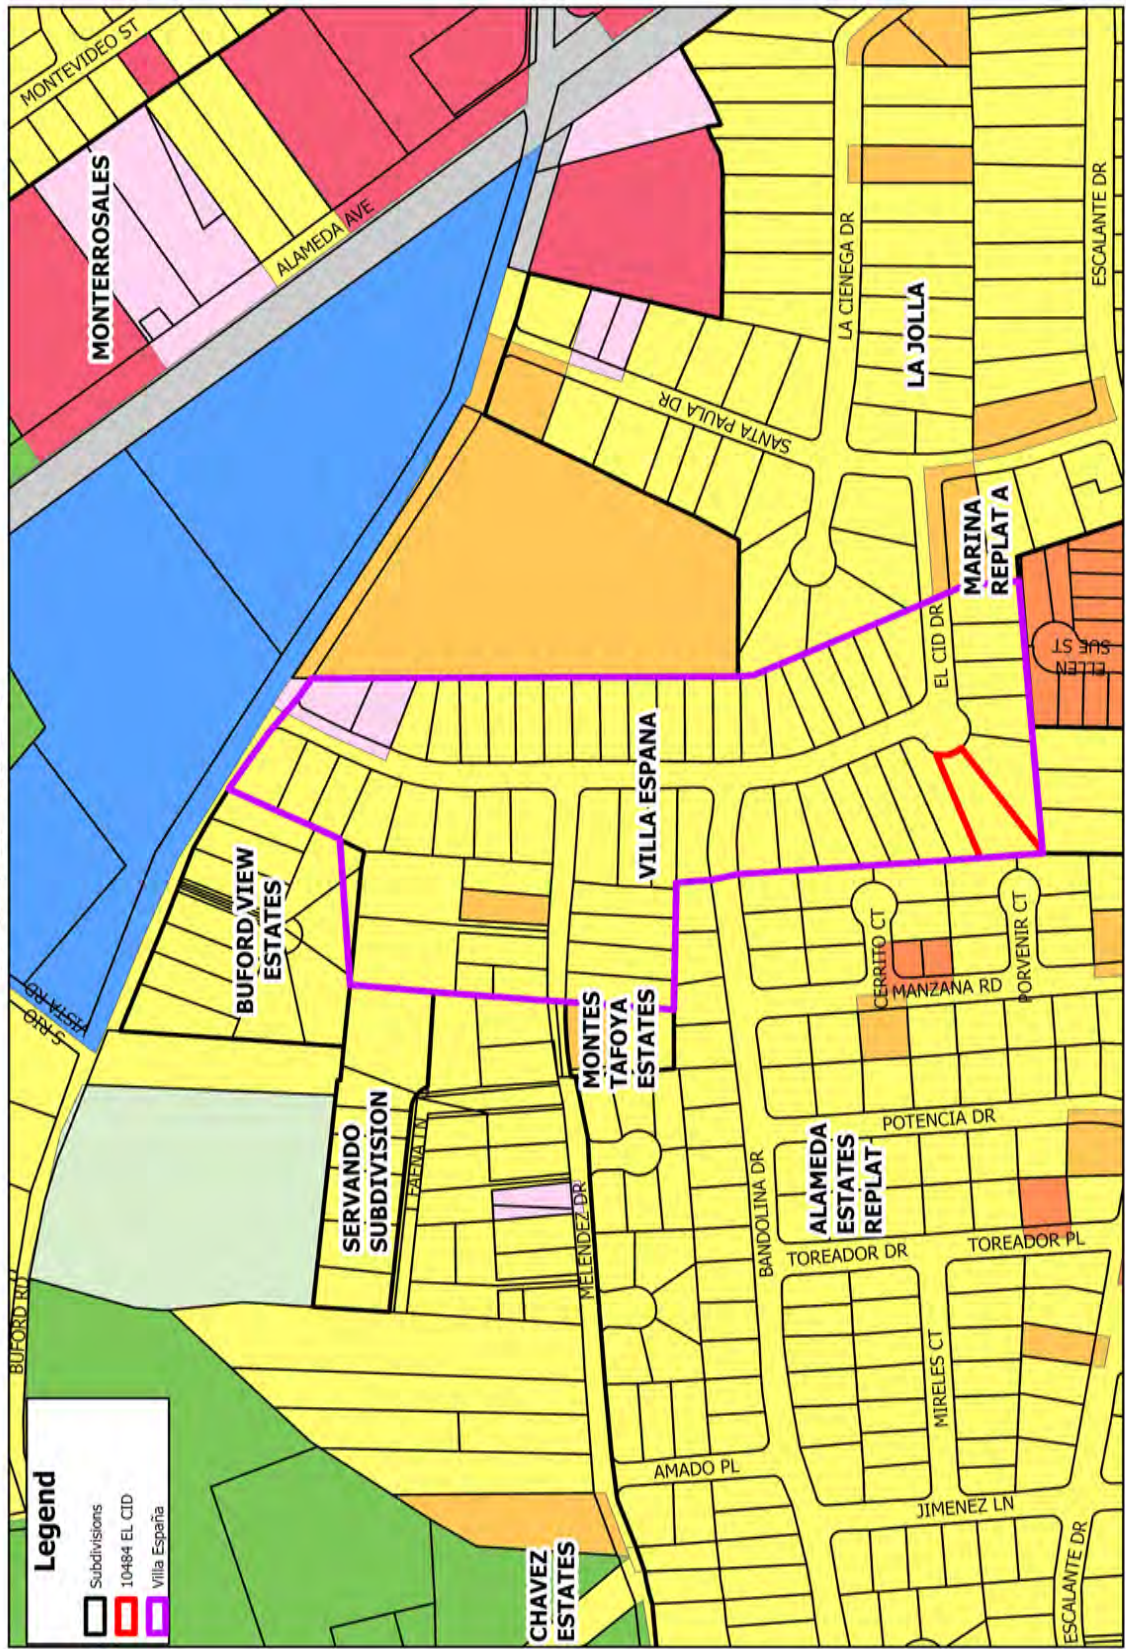 MONTEVIDEO ST
MONTERROSALES
ALAMEDA AVE
LA CIENEGA DR
ESCALANTE DR
LA JOLLA
SANTA PAULA DR
MARINA
REPLAT A
EL CID DR
ELLEN
SUE ST
VILLA ESPANA
BUFORD VIEW
ESTATES
CERRITO CT
PORVENIR CT
MANZANA RD
S RIO
VISTA RD
MONTES
TAFOYA
ESTATES
SERVANDO
SUBDIVISION
FAENA LN
MELENDEZ DR
BANDOLINA DR
POTENCIA DR
ALAMEDA
ESTATES
REPLAT
TOREADOR DR
TOREADOR PL
BUFORD RD
MIRELES CT
AMADO PL
JIMENEZ LN
ESCALANTE DR
CHAVEZ
ESTATES
Legend
Subdivisions
10484 EL CID
Villa España